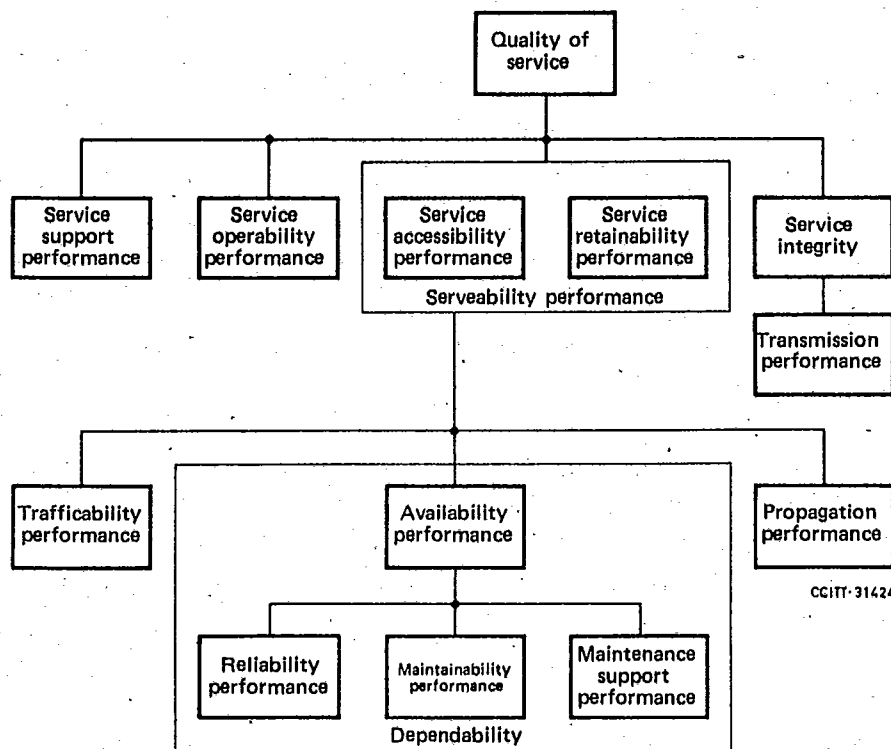 Quality of
service
Service
support
performance
Service
operability
performance
Service
accessibility
performance
Service
retainability
performance
Serveability performance
Service
integrity
Transmission
performance
Trafficability
performance
Availability
performance
Propagation
performance
CCITT-31424
Reliability
performance
Maintainability
performance
Maintenance
support
performance
Dependability